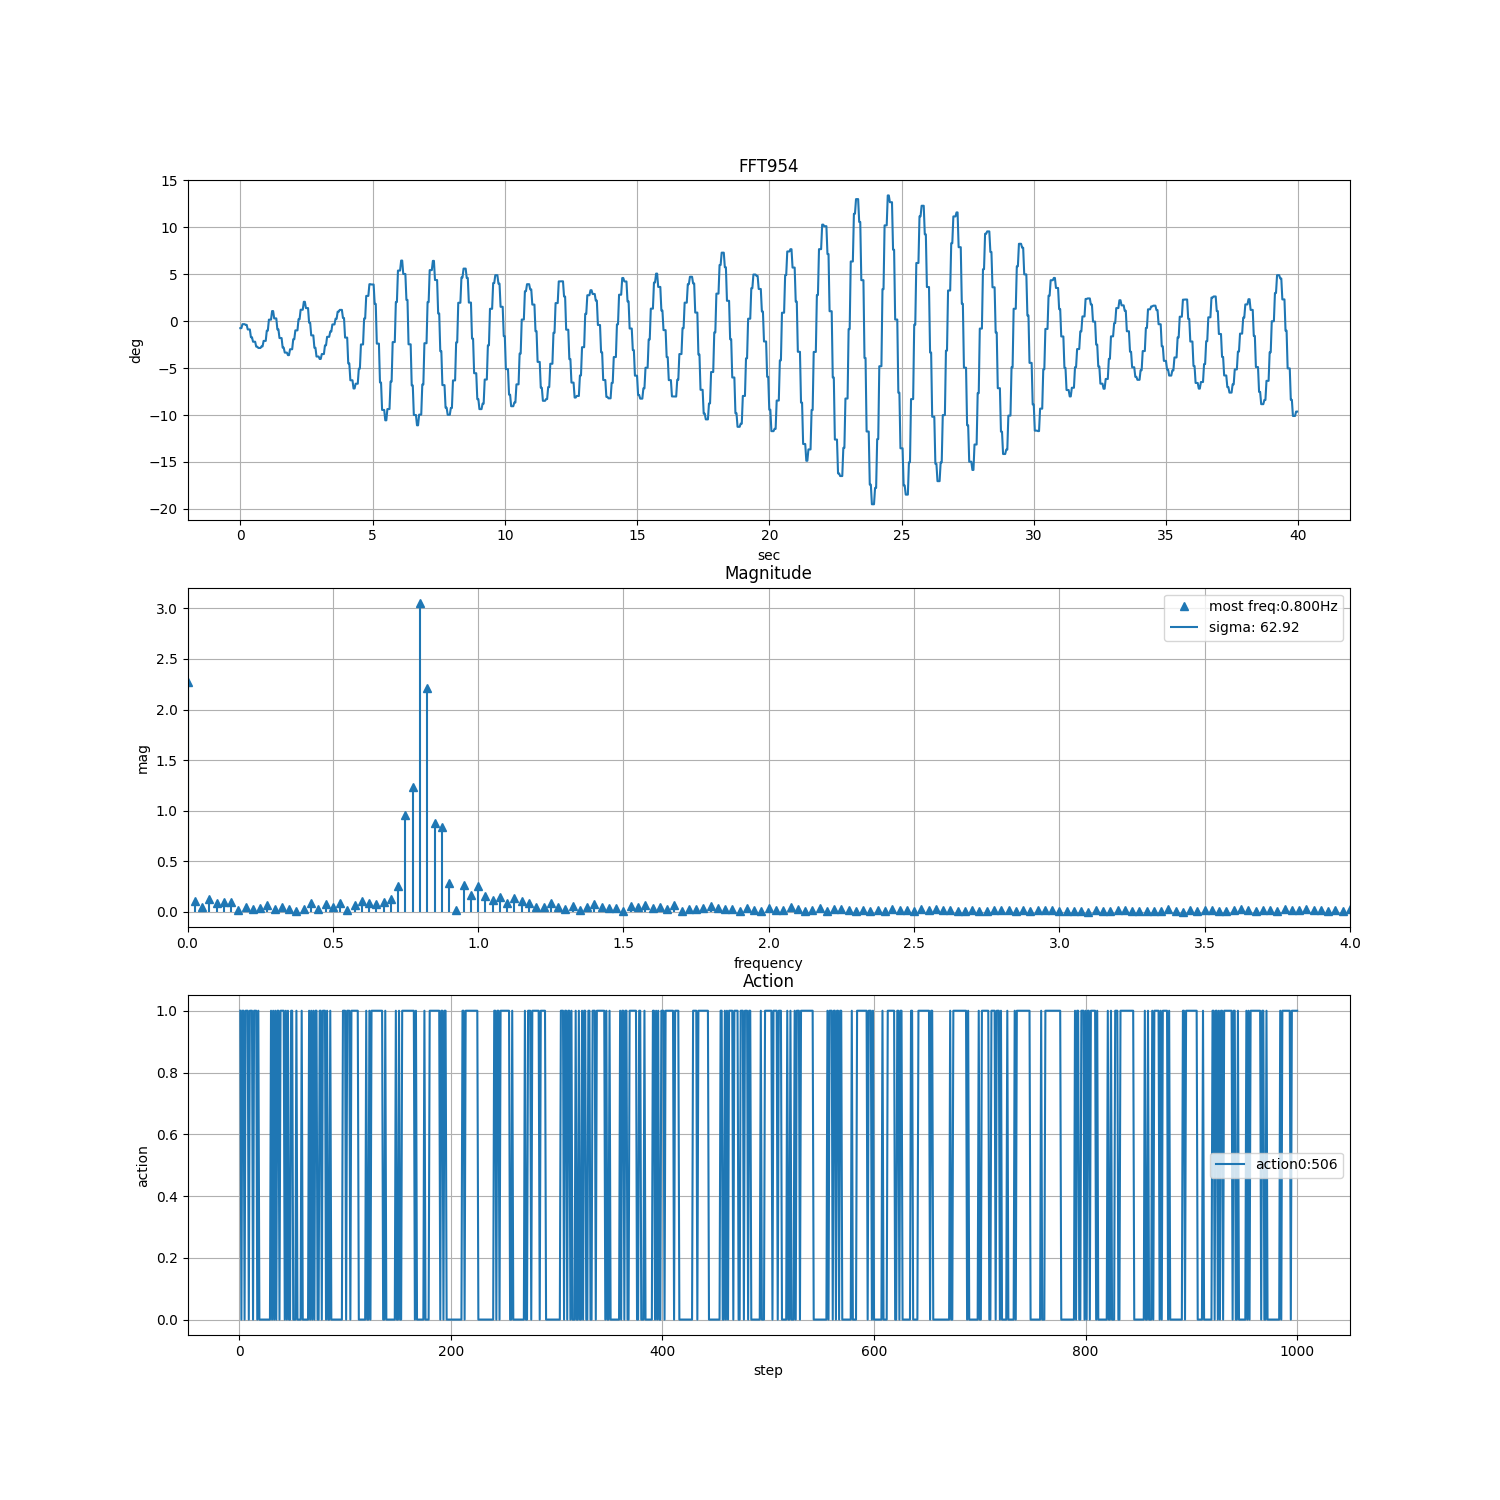 FFT954
15
10
5
0
−5
−10
−15
−20
deg
0 5 10 15 20 25 30 35 40
sec
Magnitude
most freq:0.800Hz
sigma: 62.92
3.0
2.5
2.0
1.5
1.0
0.5
0.0
mag
0.0 0.5 1.0 1.5 2.0 2.5 3.0 3.5 4.0
frequency
Action
1.0
0.8
0.6
0.4
0.2
0.0
action
action0:506
0 200 400 600 800 1000
step